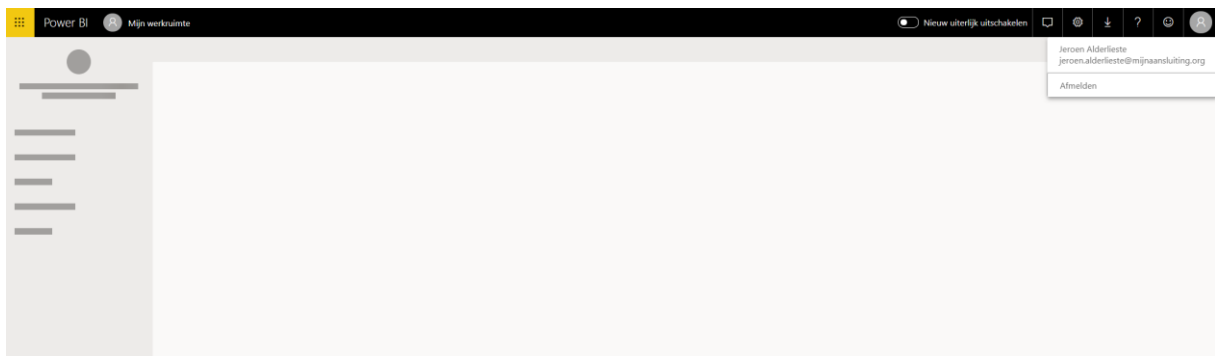 Power BI
Mijn werkruimte
Nieuw uiterlijk uitschakelen
?
Jeroen Alderlieste
jeroen.alderlieste@mijnaansluiting.org
Afmelden